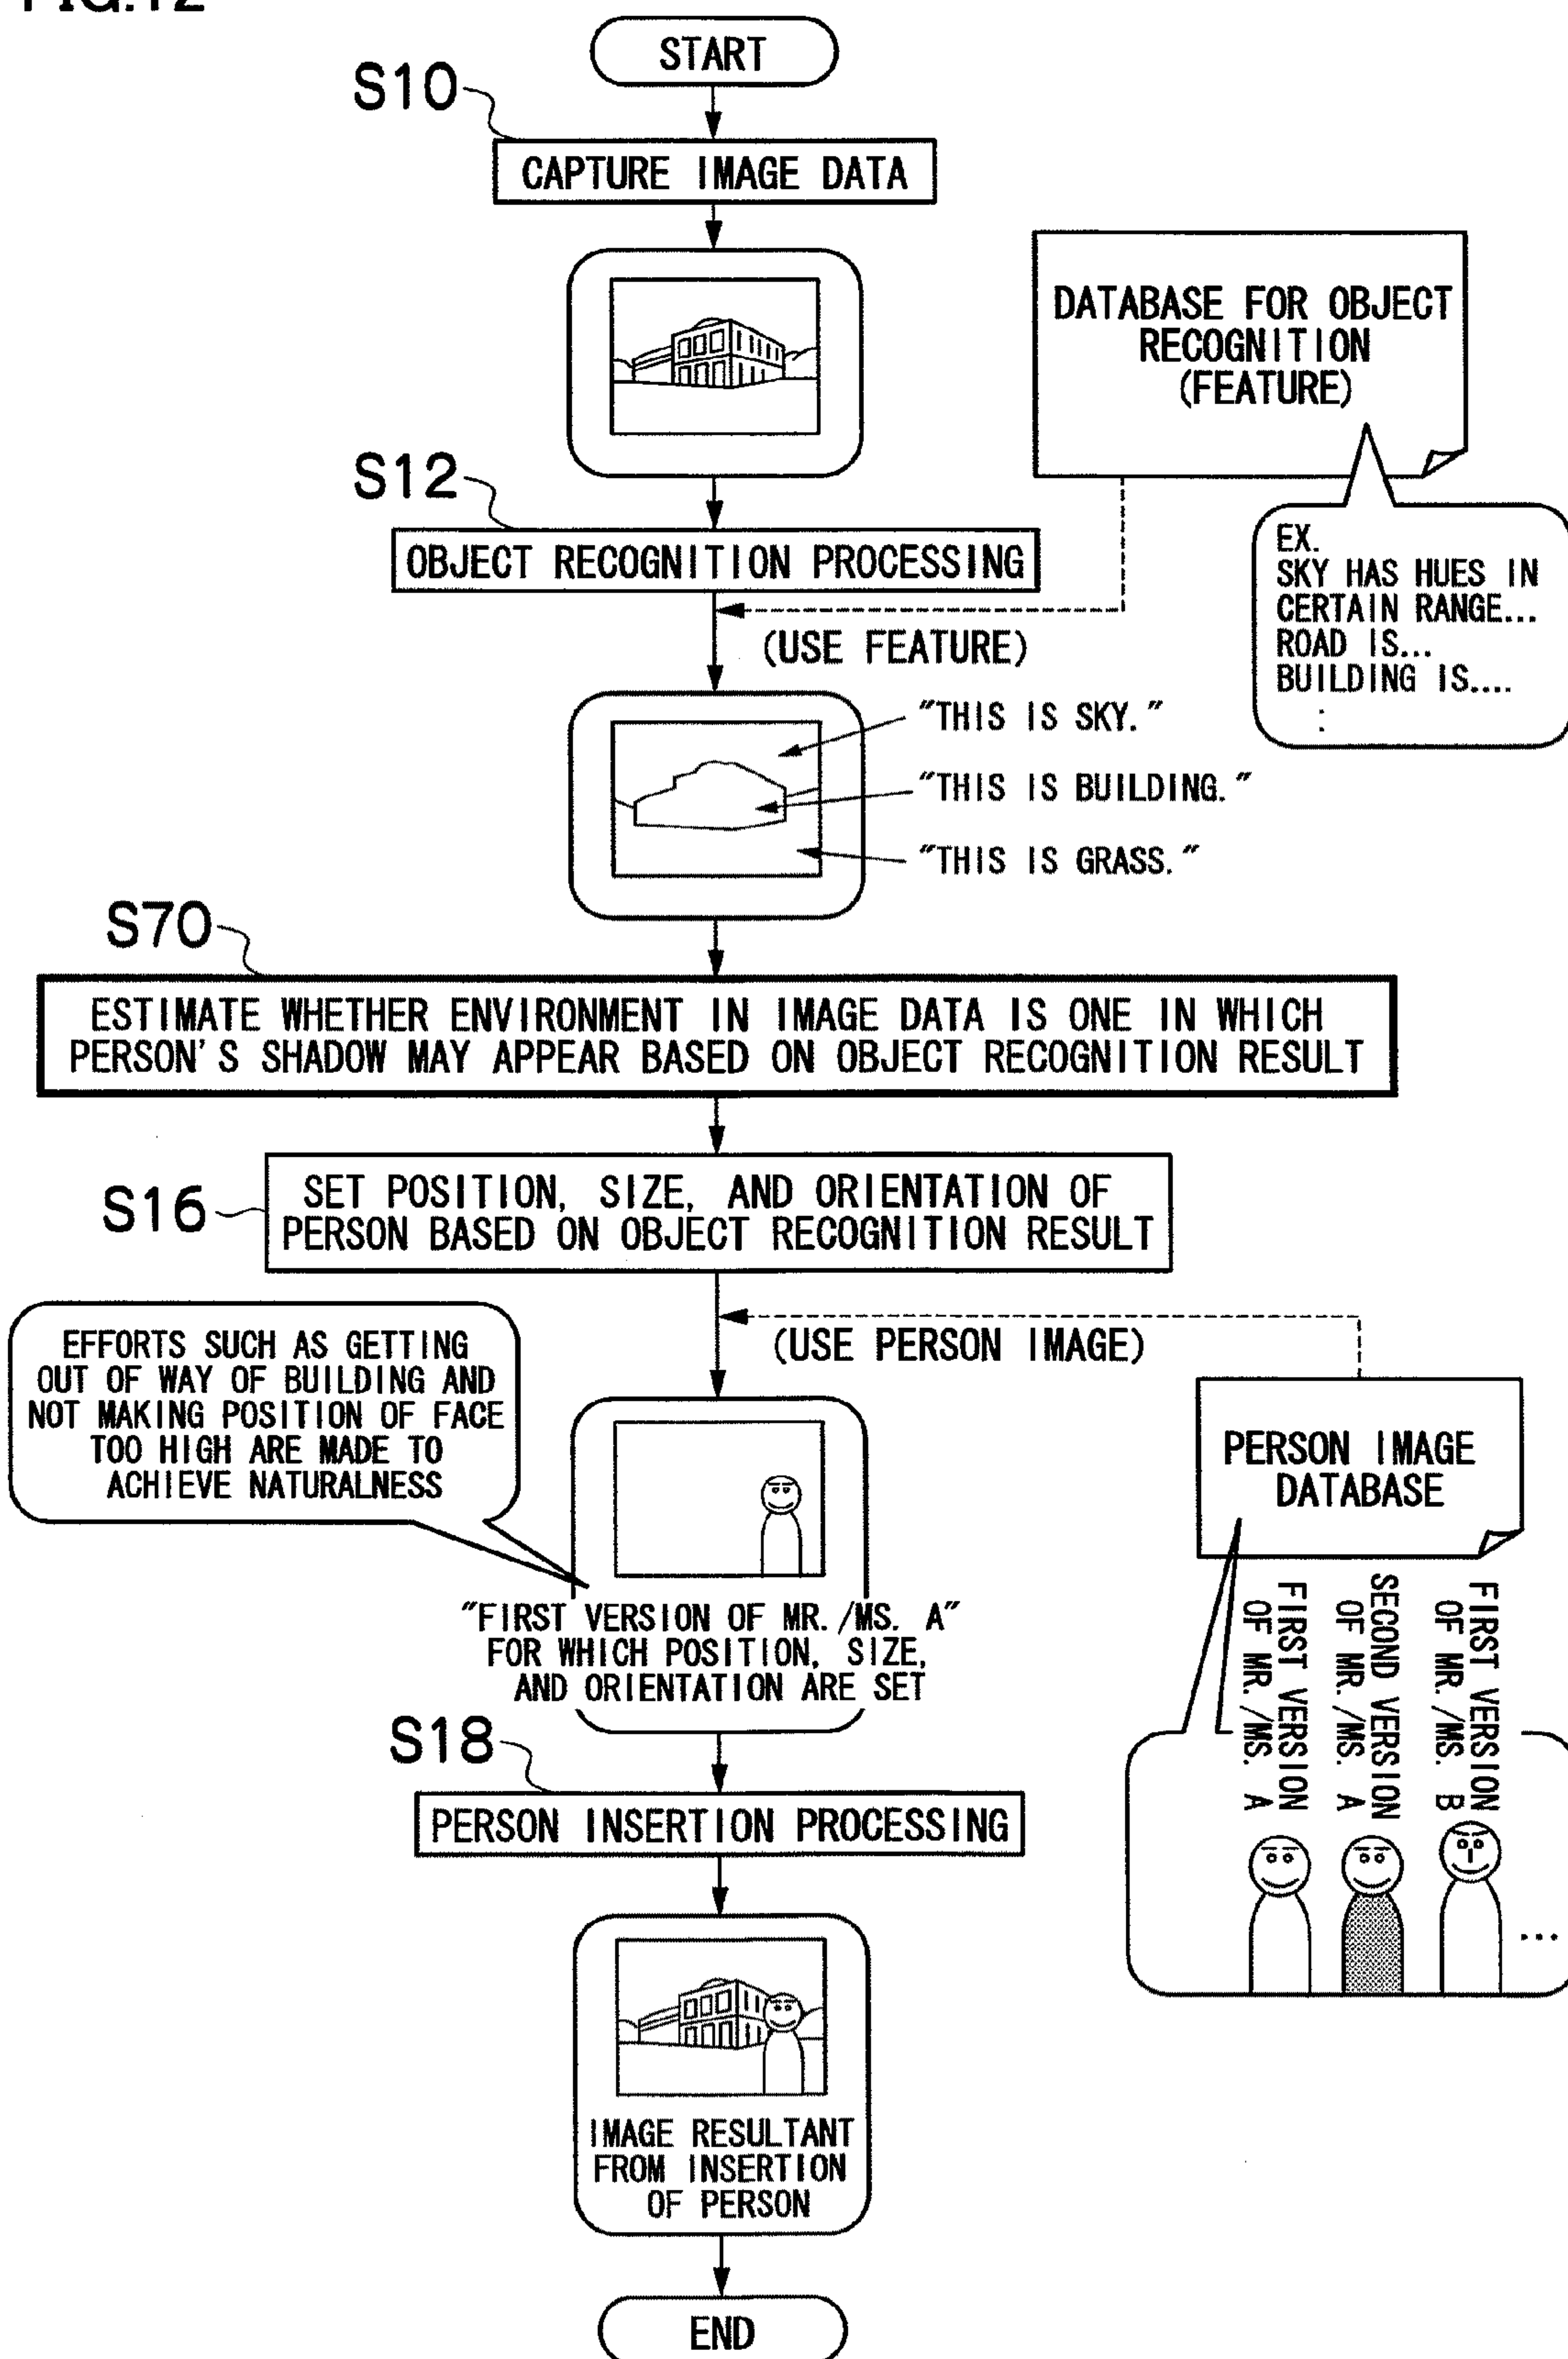 FIG.12
START
S10
CAPTURE IMAGE DATA
DATABASE FOR OBJECT
RECOGNITION
(FEATURE)
EX.
SKY HAS HUES IN
CERTAIN RANGE...
ROAD IS...
BUILDING IS....
:
S12
OBJECT RECOGNITION PROCESSING
(USE FEATURE)
"THIS IS SKY."
"THIS IS BUILDING."
"THIS IS GRASS."
S70
ESTIMATE WHETHER ENVIRONMENT IN IMAGE DATA IS ONE IN WHICH
PERSON'S SHADOW MAY APPEAR BASED ON OBJECT RECOGNITION RESULT
S16
SET POSITION, SIZE, AND ORIENTATION OF
PERSON BASED ON OBJECT RECOGNITION RESULT
EFFORTS SUCH AS GETTING
OUT OF WAY OF BUILDING AND
NOT MAKING POSITION OF FACE
TOO HIGH ARE MADE TO
ACHIEVE NATURALNESS
(USE PERSON IMAGE)
PERSON IMAGE
DATABASE
"FIRST VERSION OF MR./MS. A"
FOR WHICH POSITION, SIZE,
AND ORIENTATION ARE SET
FIRST VERSION
OF MR./MS. A
SECOND VERSION
OF MR./MS. A
FIRST VERSION
OF MR./MS. B
...
S18
PERSON INSERTION PROCESSING
IMAGE RESULTANT
FROM INSERTION
OF PERSON
END